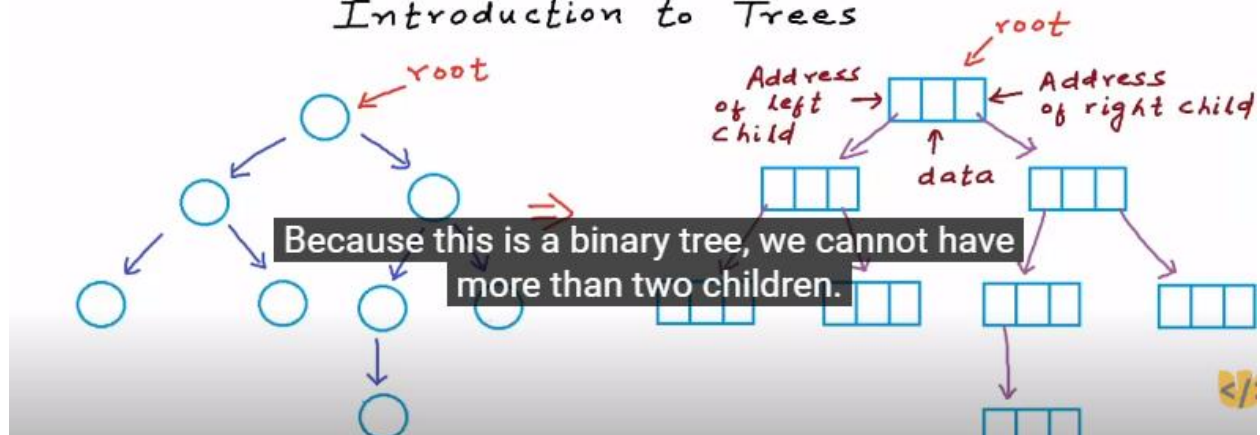 Introduction to Trees
root
root
Address
of left
child
Address
of right child
data
Because this is a binary tree, we cannot have
more than two children.
</>